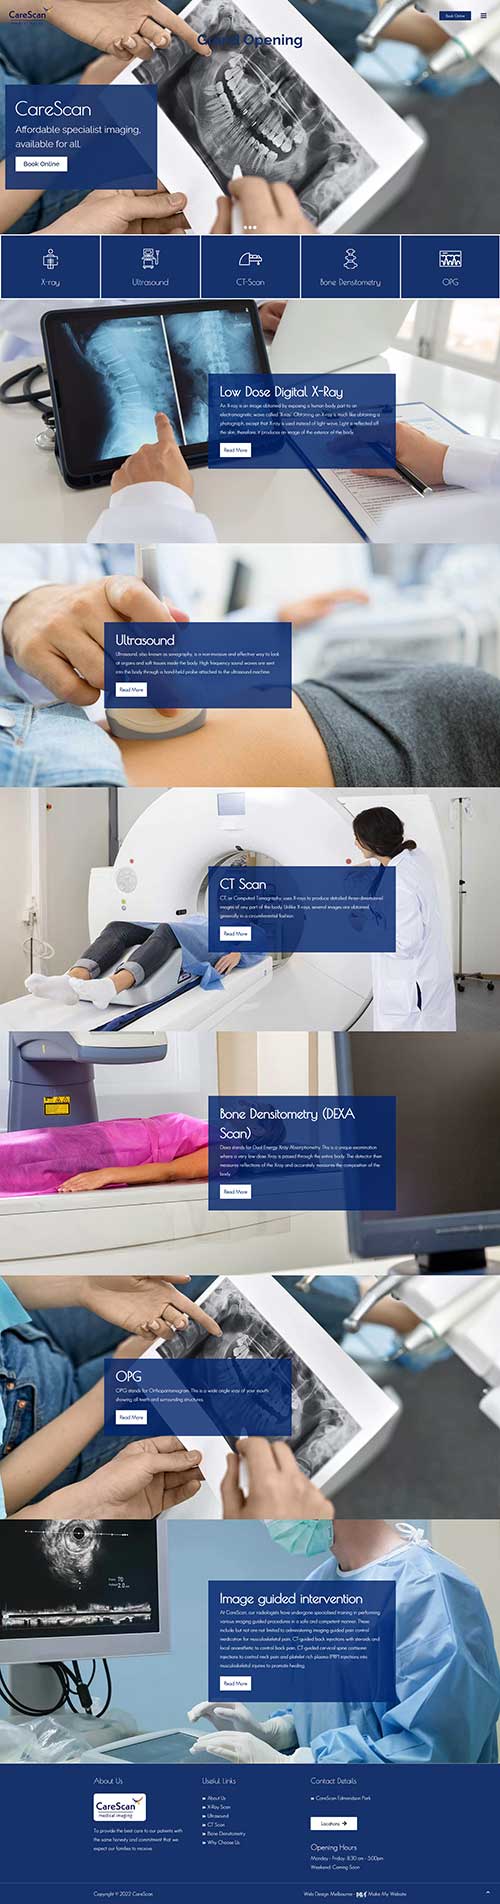 CareScan
Book Online
Grand Opening
CareScan
Affordable specialist imaging,
available for all.
Book Online
X-ray
Ultrasound
CT-Scan
Bone Densitometry
OPG
Low Dose Digital X-Ray
An X-ray is an image obtained by exposing a human body part to an
electromagnetic wave called 'X-ray'. Obtaining an X-ray is much like obtaining a
photograph, except that X-ray is used instead of light wave. Light is reflected off
the skin, therefore, it produces an image of the exterior of the body.
Read More
Ultrasound
Ultrasound, also known as sonography, is a non-invasive and effective way to look
at organs and soft tissues inside the body. High frequency sound waves are sent
into the body through a hand-held probe attached to the ultrasound machine.
Read More
CT Scan
CT, or Computed Tomography, uses X-rays to produce detailed three-dimensional
images of any part of the body. Unlike X-rays, several images are obtained,
generally in a circumferential fashion.
Read More
Bone Densitometry (DEXA
Scan)
Dexa stands for Dual Energy Xray Absorptiometry. This is a unique examination
where a very low dose Xray is passed through the entire body. The detector then
measures reflections of the Xray and accurately measures the composition of the
body.
Read More
OPG
OPG stands for Orthopantomogram. This is a wide angle xray of your mouth
showing all teeth and surrounding structures.
Read More
Image guided intervention
At CareScan, our radiologists have undergone specialised training in performing
various imaging guided procedures in a safe and competent manner. These
include but not are not limited to administering imaging guided pain control
medication for musculoskeletal pain, CT-guided back injections with steroids and
local anaesthetic to control back pain, CT-guided cervical spine cortisone
injections to control neck pain and platelet rich plasma (PRP) injections into
musculoskeletal injuries to promote healing.
Read More
About Us
CareScan
medical imaging
To provide the best care to our patients with
the same honesty and commitment that we
expect our families to receive.
Useful Links
About Us
X-Ray Scan
Ultrasound
CT Scan
Bone Densitometry
Why Choose Us
Contact Details
CareScan Edmondson Park
Locations
Opening Hours
Monday - Friday: 8:30 am - 5:00pm
Weekend: Coming Soon
Copyright © 2022 CareScan
Web Design Melbourne - Make My Website